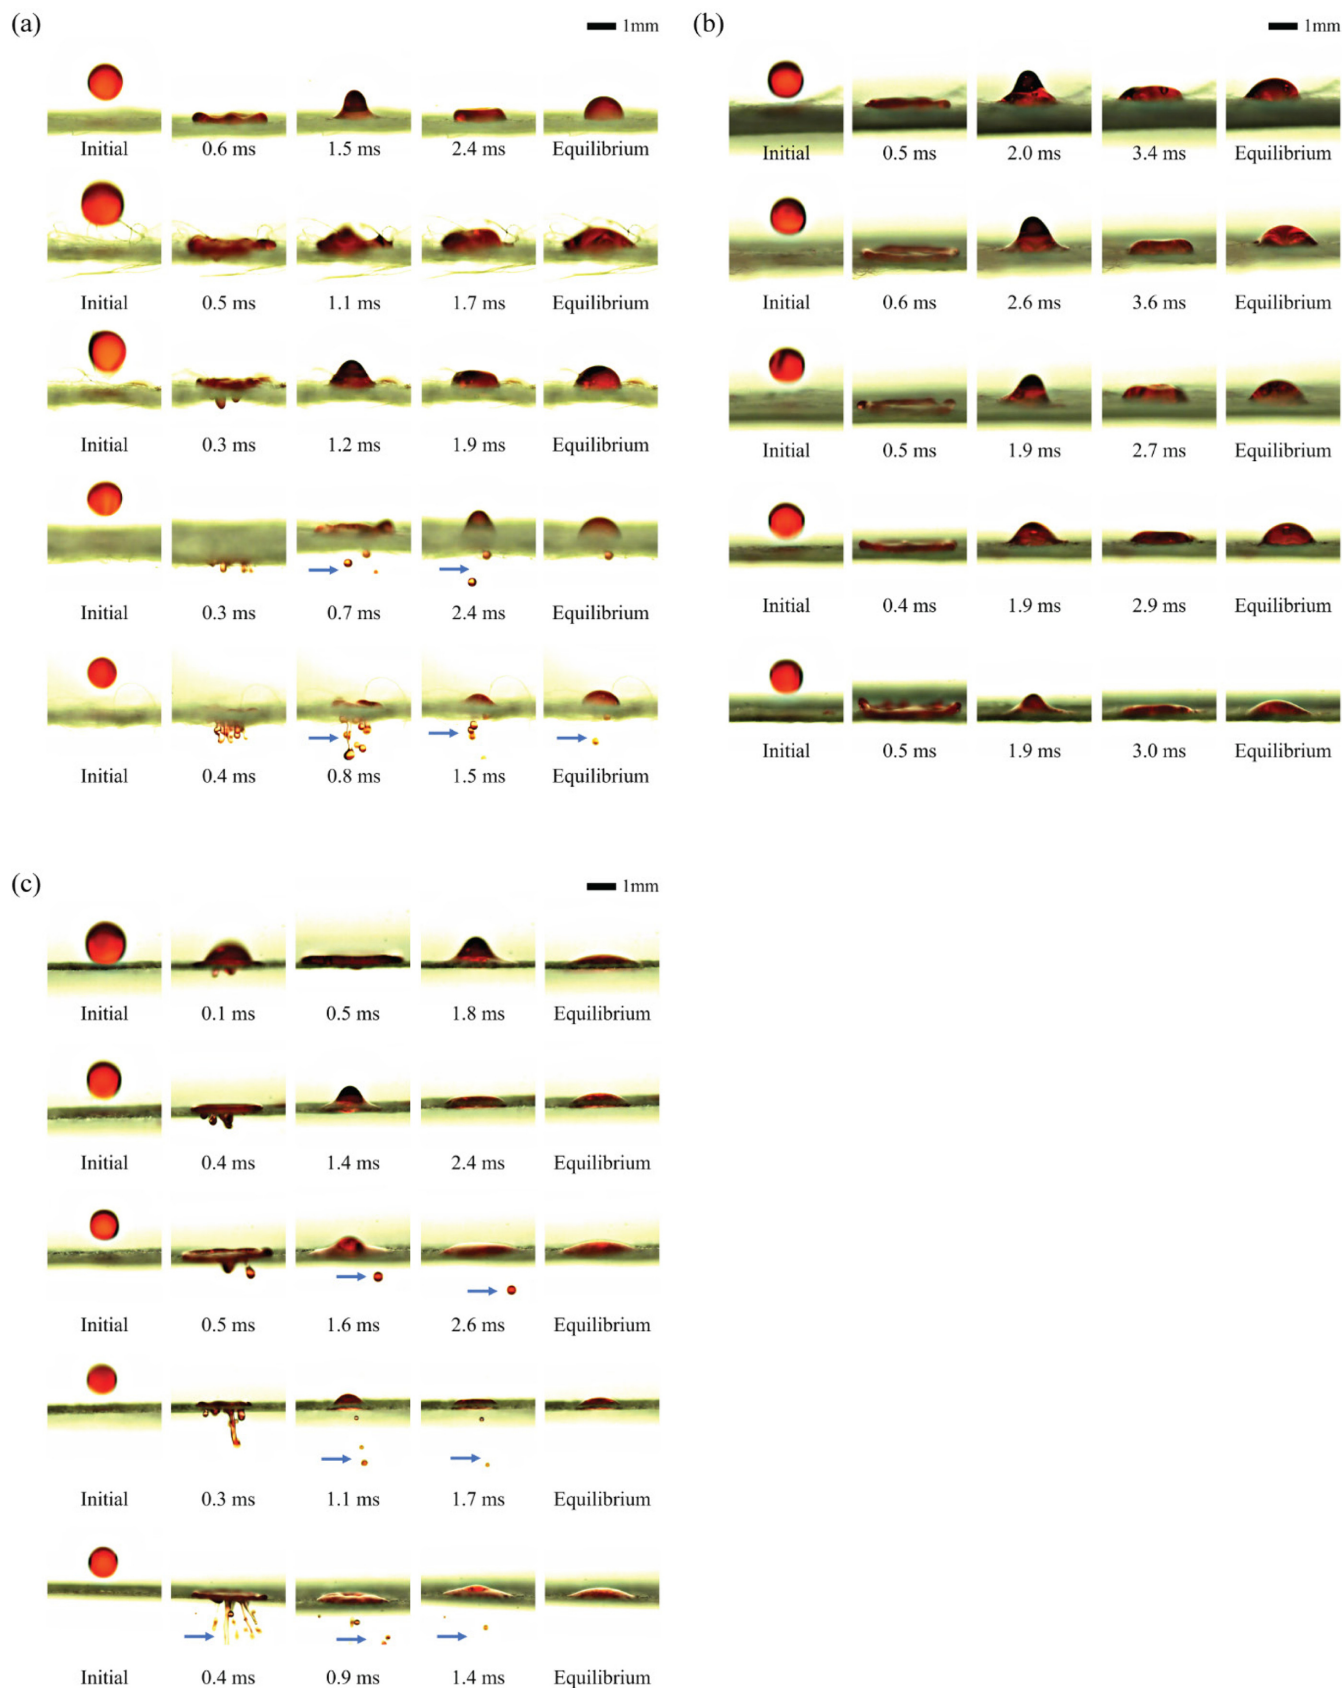 (a)
1mm
Initial 0.6 ms 1.5 ms 2.4 ms Equilibrium
Initial 0.5 ms 1.1 ms 1.7 ms Equilibrium
Initial 0.3 ms 1.2 ms 1.9 ms Equilibrium
Initial 0.3 ms 0.7 ms 2.4 ms Equilibrium
Initial 0.4 ms 0.8 ms 1.5 ms Equilibrium
(b)
1mm
Initial 0.5 ms 2.0 ms 3.4 ms Equilibrium
Initial 0.6 ms 2.6 ms 3.6 ms Equilibrium
Initial 0.5 ms 1.9 ms 2.7 ms Equilibrium
Initial 0.4 ms 1.9 ms 2.9 ms Equilibrium
Initial 0.5 ms 1.9 ms 3.0 ms Equilibrium
(c)
1mm
Initial 0.1 ms 0.5 ms 1.8 ms Equilibrium
Initial 0.4 ms 1.4 ms 2.4 ms Equilibrium
Initial 0.5 ms 1.6 ms 2.6 ms Equilibrium
Initial 0.3 ms 1.1 ms 1.7 ms Equilibrium
Initial 0.4 ms 0.9 ms 1.4 ms Equilibrium